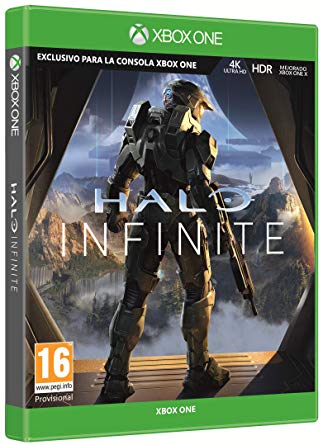 XBOX ONE
EXCLUSIVO PARA LA CONSOLA XBOX ONE
4K
ULTRA HD
HDR
MEJORADO
XBOX ONE X
HALO
INFINITE
16
www.pegi.info
Provisional
XBOX ONE
XBOX ONE
HALO
INFINITE